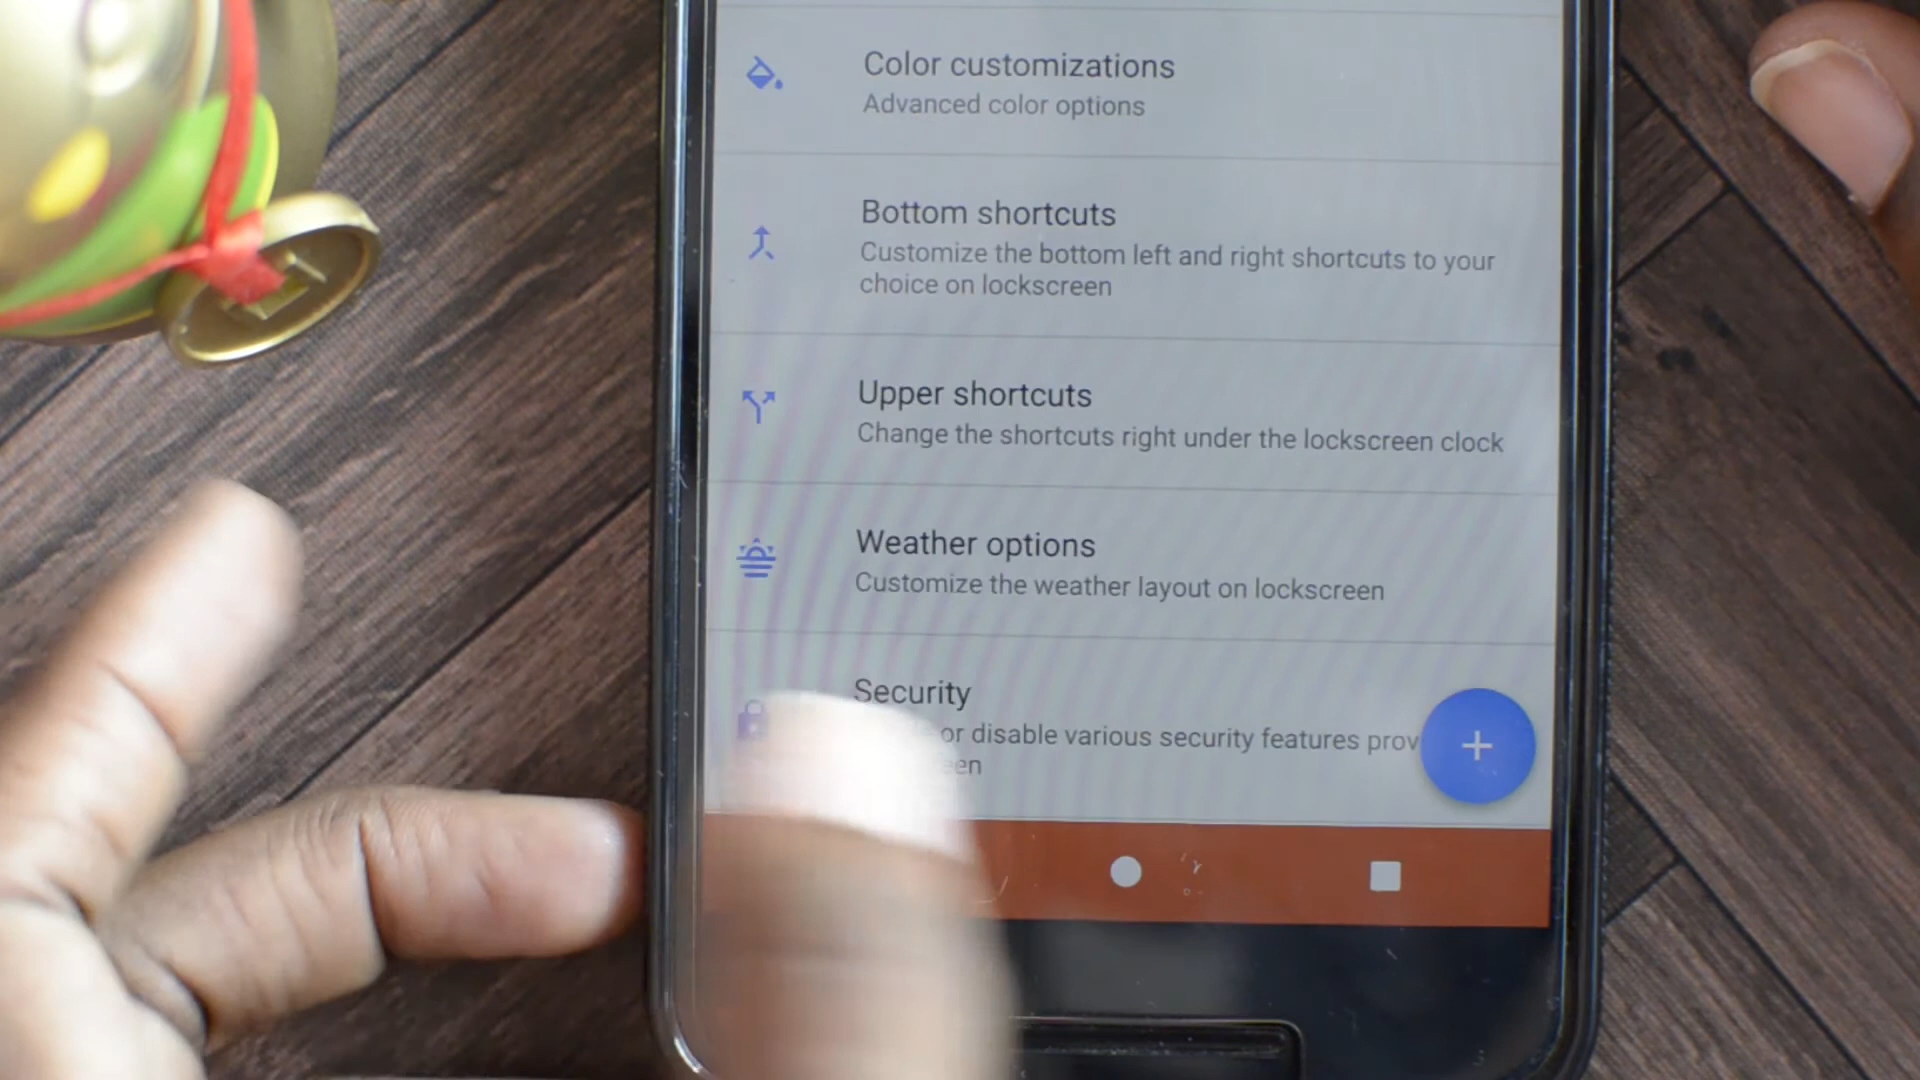 Color customizations
Advanced color options
Bottom shortcuts
Customize the bottom left and right shortcuts to your
choice on lockscreen
Upper shortcuts
Change the shortcuts right under the lockscreen clock
Weather options
Customize the weather layout on lockscreen
Security
or disable various security features prov
een